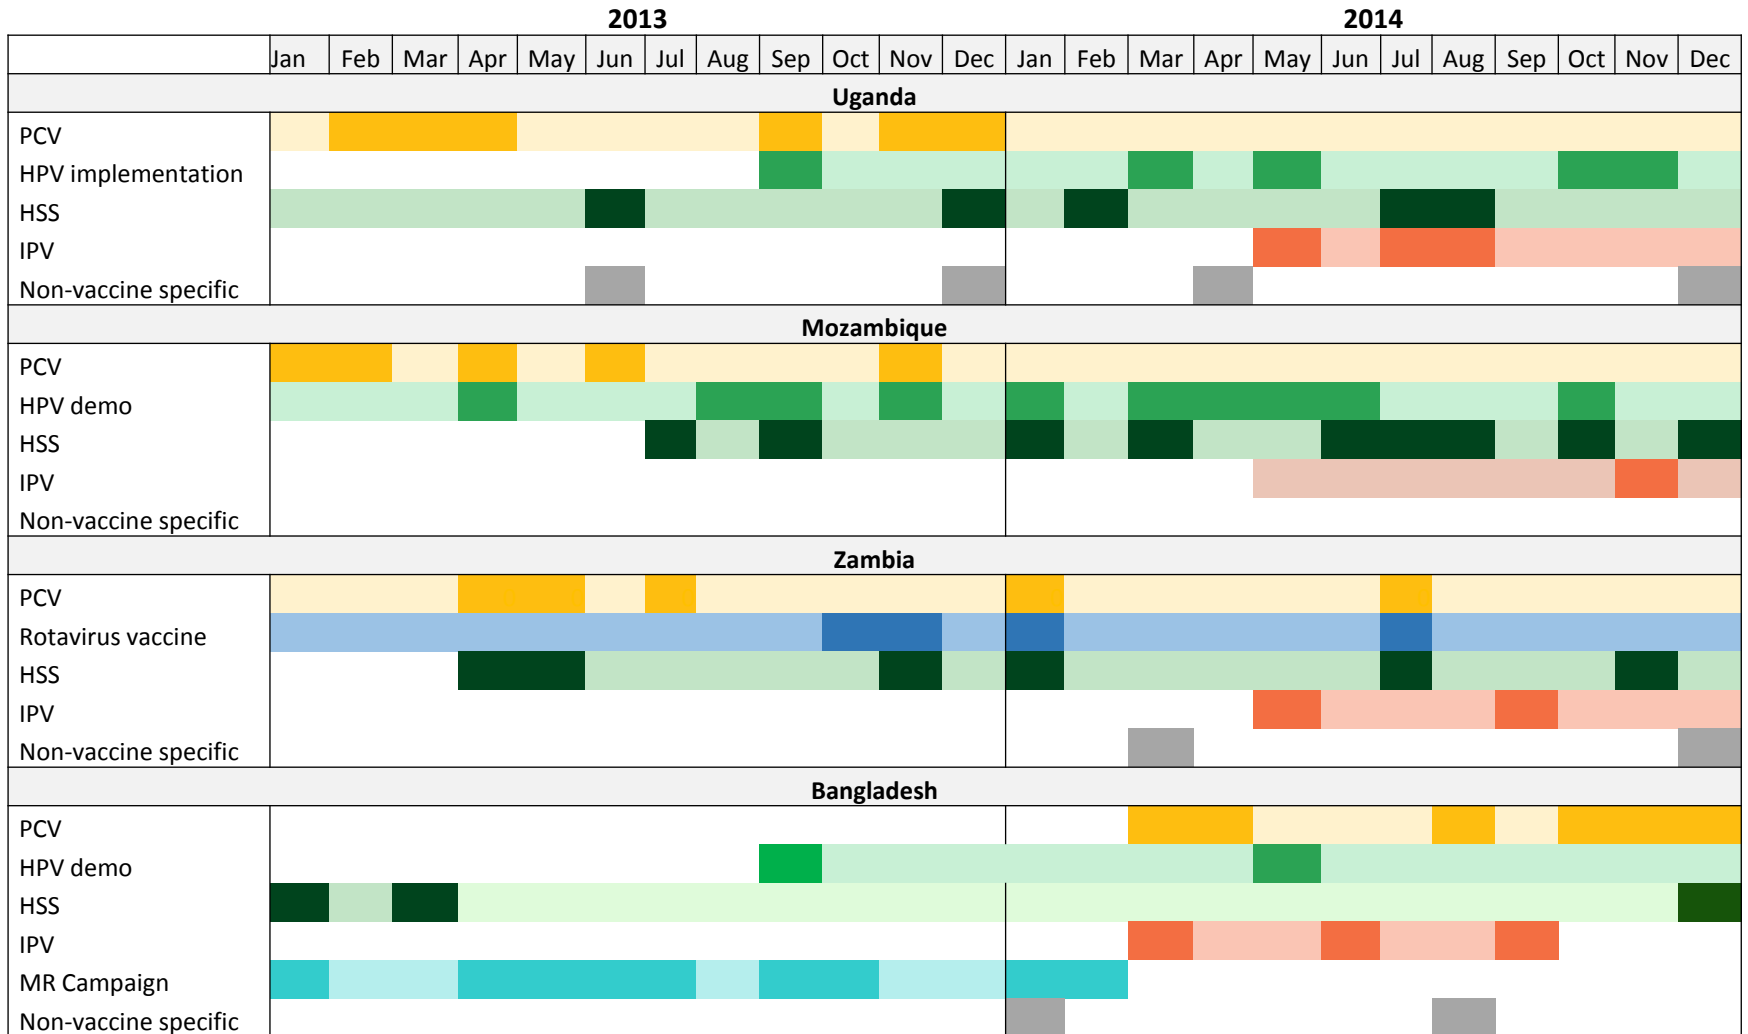 2013 2014
Jan Feb Mar Apr May Jun Jul Aug Sep Oct Nov Dec Jan Feb Mar Apr May Jun Jul Aug Sep Oct Nov Dec
Uganda
PCV
HPV implementation
HSS
IPV
Non-vaccine specific
Mozambique
PCV
HPV demo
HSS
IPV
Non-vaccine specific
Zambia
PCV
Rotavirus vaccine
HSS
IPV
Non-vaccine specific
Bangladesh
PCV
HPV demo
HSS
IPV
MR Campaign
Non-vaccine specific